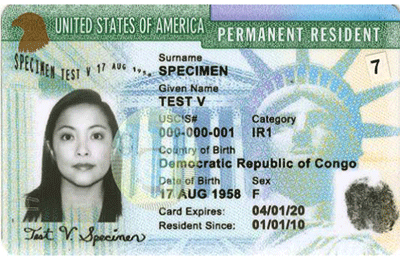 UNITED STATES OF AMERICA
PERMANENT RESIDENT
SPECIMEN TEST V 17 AUG 1958
7
Surname
SPECIMEN
Given Name
TEST V
USCIS# Category
000-000-001 IR1
Country of Birth
Democratic Republic of Congo
Date of Birth Sex
17 AUG 1958 F
Card Expires: 04/01/20
Resident Since: 01/01/10
Test V. Specimen